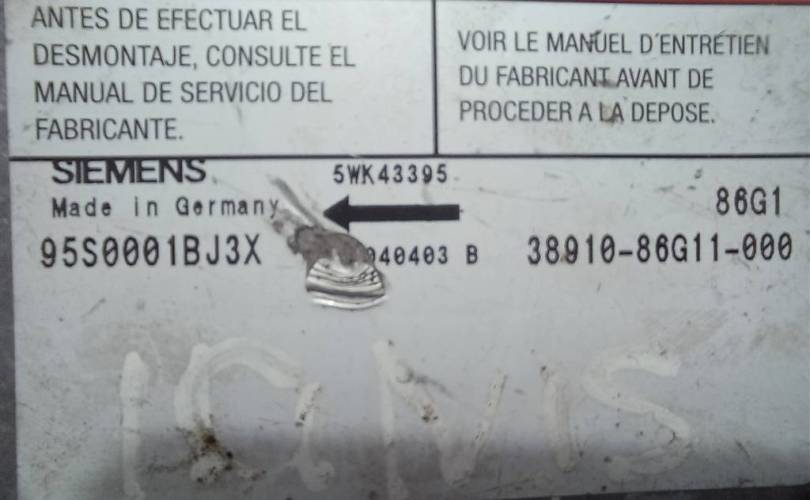 ANTES DE EFECTUAR EL
DESMONTAJE, CONSULTE EL
MANUAL DE SERVICIO DEL
FABRICANTE.
VOIR LE MANUEL D'ENTRETIEN
DU FABRICANT AVANT DE
PROCEDER A LA DEPOSE.
SIEMENS
5WK43395
Made in Germany
86G1
95S0001BJ3X
040403 B
38910-86G11-000